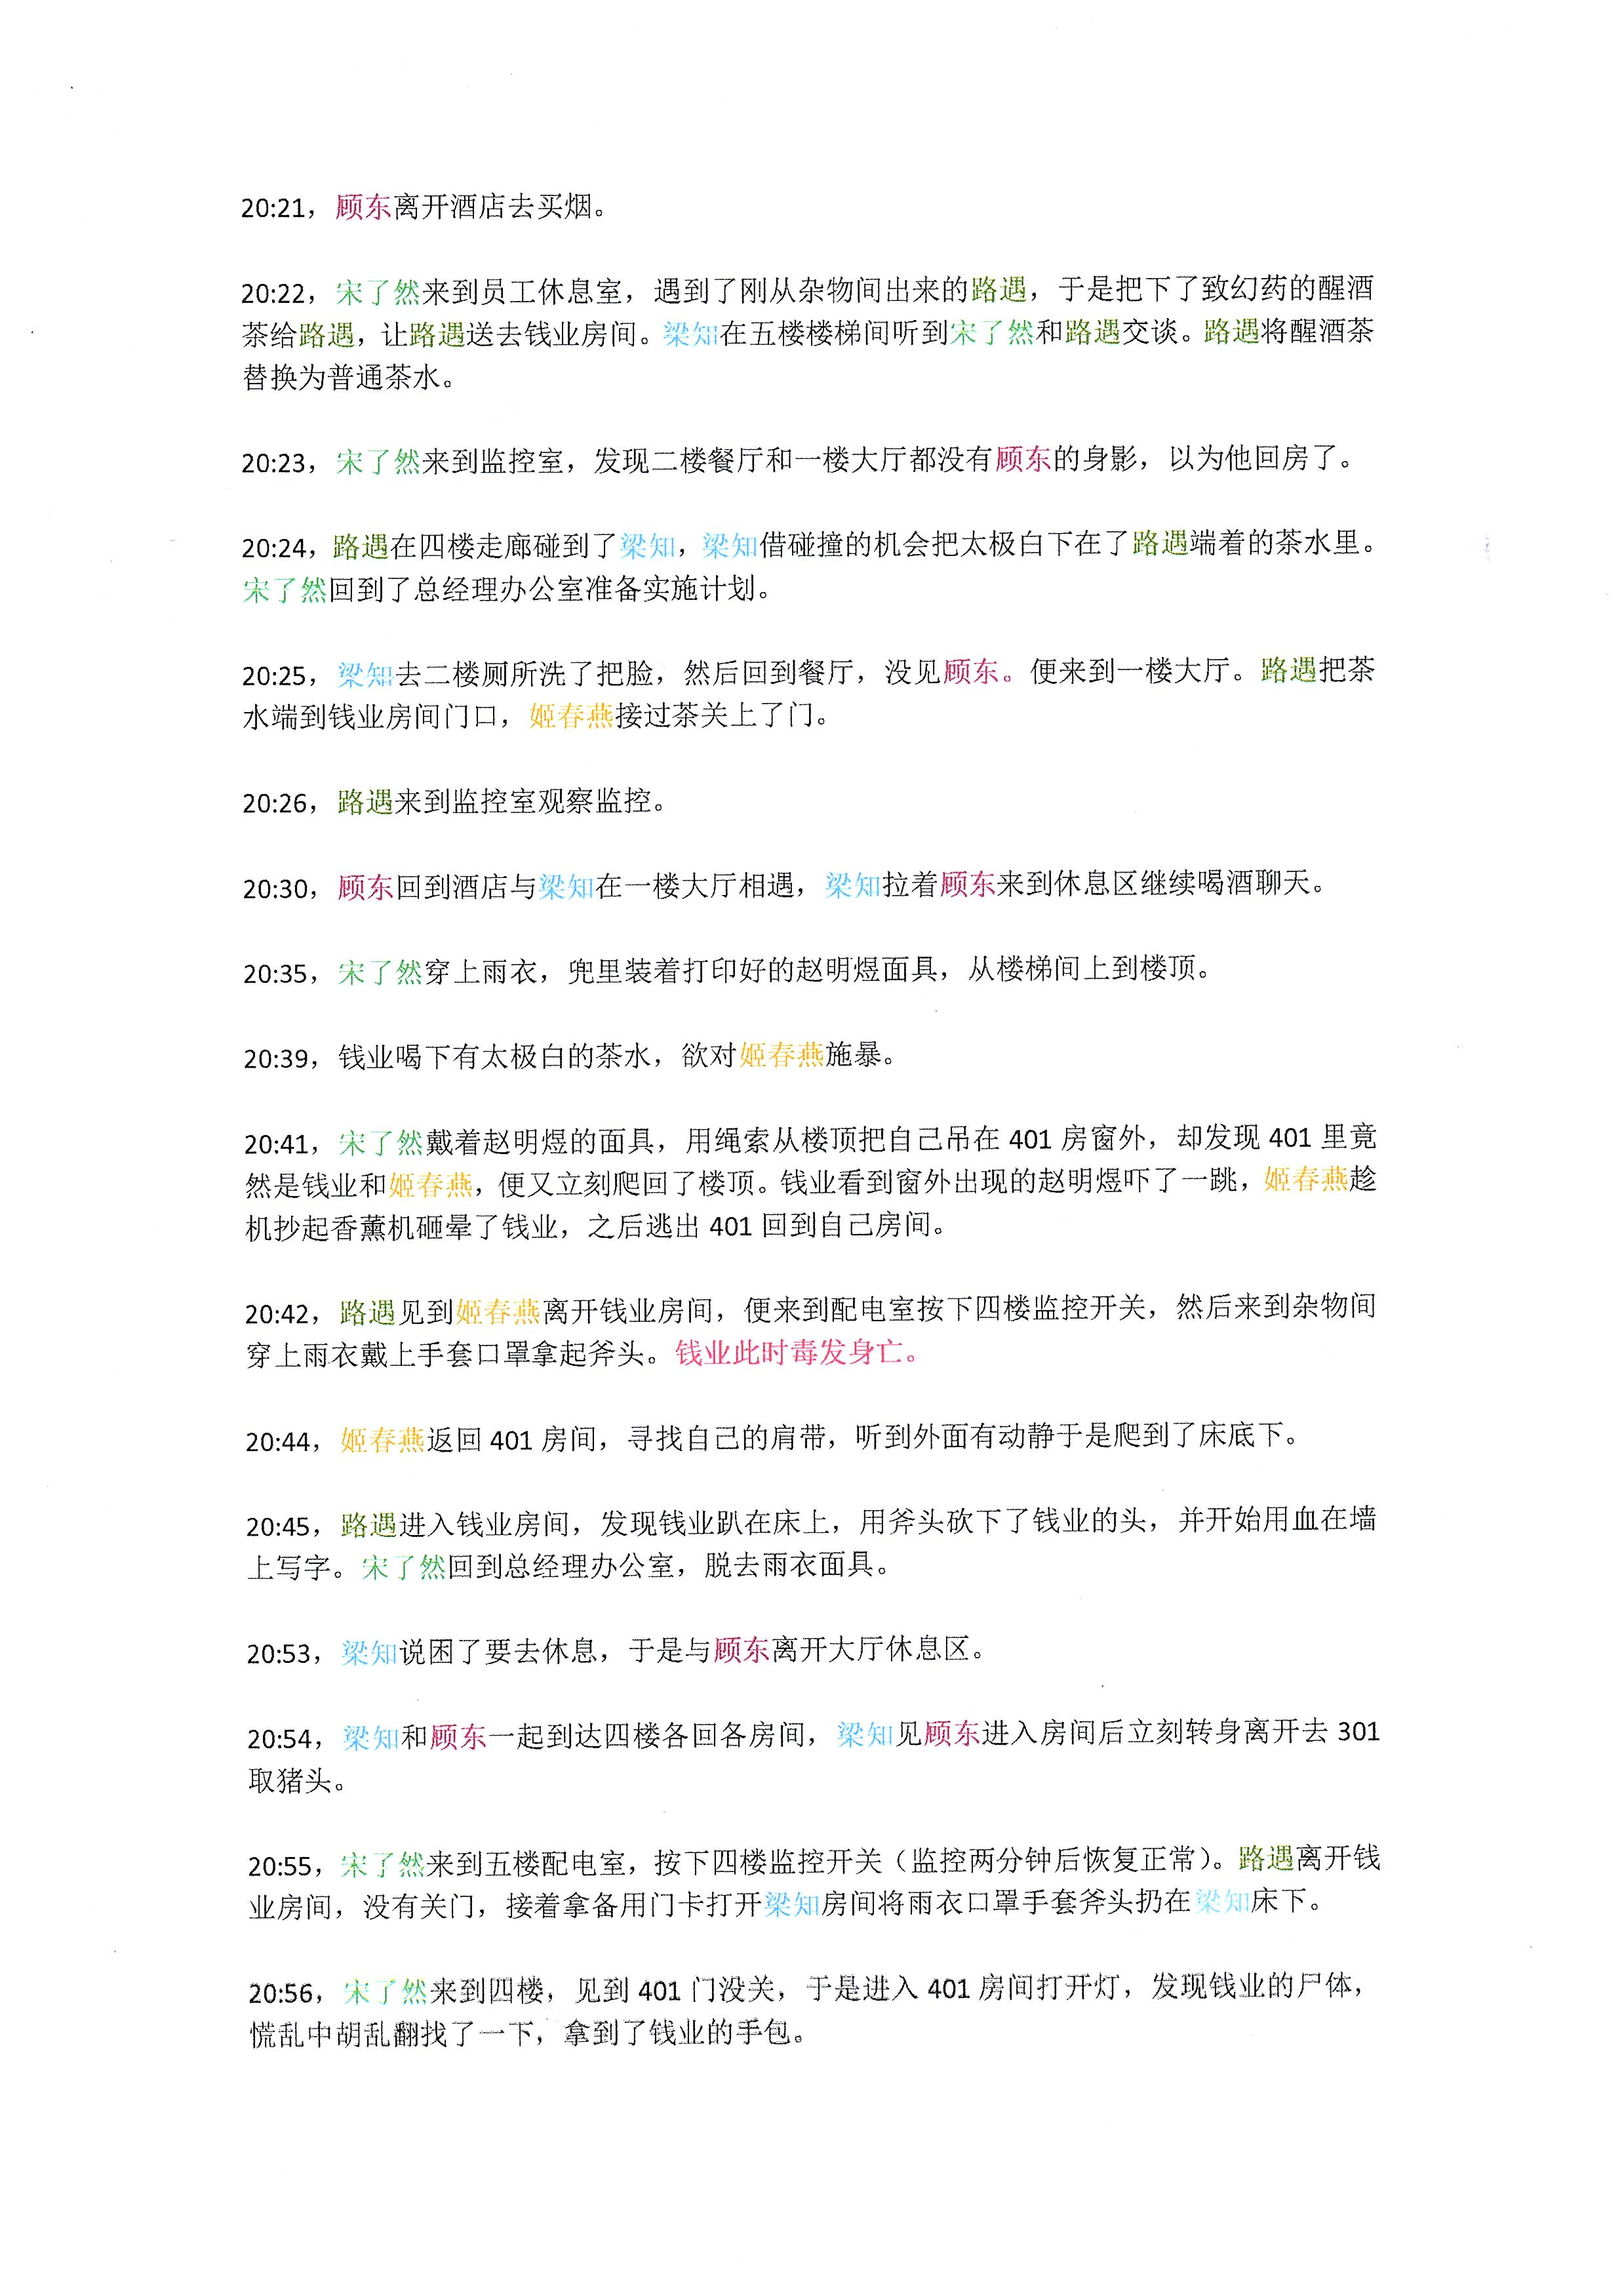 20:21，顾东离开酒店去买烟。
20:22，宋了然来到员工休息室，遇到了刚从杂物间出来的路遇，于是把下了致幻药的醒酒
茶给路遇，让路遇送去钱业房间。梁知在五楼楼梯间听到宋了然和路遇交谈。路遇将醒酒茶
替换为普通茶水。
20:23，宋了然来到监控室，发现二楼餐厅和一楼大厅都没有顾东的身影，以为他回房了。
20:24，路遇在四楼走廊碰到了梁知，梁知借碰撞的机会把太极白下在了路遇端着的茶水里。
宋了然回到了总经理办公室准备实施计划。
20:25，梁知去二楼厕所洗了把脸，然后回到餐厅，没见顾东。便来到一楼大厅。路遇把茶
水端到钱业房间门口，姬春燕接过茶关上了门。
20:26，路遇来到监控室观察监控。
20:30，顾东回到酒店与梁知在一楼大厅相遇，梁知拉着顾东来到休息区继续喝酒聊天。
20:35，宋了然穿上雨衣，兜里装着打印好的赵明煜面具，从楼梯间上到楼顶。
20:39，钱业喝下有太极白的茶水，欲对姬春燕施暴。
20:41，宋了然戴着赵明煜的面具，用绳索从楼顶把自己吊在 401 房窗外，却发现 401 里竟
然是钱业和姬春燕，便又立刻爬回了楼顶。钱业看到窗外出现的赵明煜吓了一跳，姬春燕趁
机抄起香薰机砸晕了钱业，之后逃出 401 回到自己房间。
20:42，路遇见到姬春燕离开钱业房间，便来到配电室按下四楼监控开关，然后来到杂物间
穿上雨衣戴上手套口罩拿起斧头。钱业此时毒发身亡。
20:44，姬春燕返回 401 房间，寻找自己的肩带，听到外面有动静于是爬到了床底下。
20:45，路遇进入钱业房间，发现钱业趴在床上，用斧头砍下了钱业的头，并开始用血在墙
上写字。宋了然回到总经理办公室，脱去雨衣面具。
20:53，梁知说困了要去休息，于是与顾东离开大厅休息区。
20:54，梁知和顾东一起到达四楼各回各房间，梁知见顾东进入房间后立刻转身离开去 301
取猪头。
20:55，宋了然来到五楼配电室，按下四楼监控开关（监控两分钟后恢复正常）。路遇离开钱
业房间，没有关门，接着拿备用门卡打开梁知房间将雨衣口罩手套斧头扔在梁知床下。
20:56，宋了然来到四楼，见到 401 门没关，于是进入 401 房间打开灯，发现钱业的尸体，
慌乱中胡乱翻找了一下，拿到了钱业的手包。